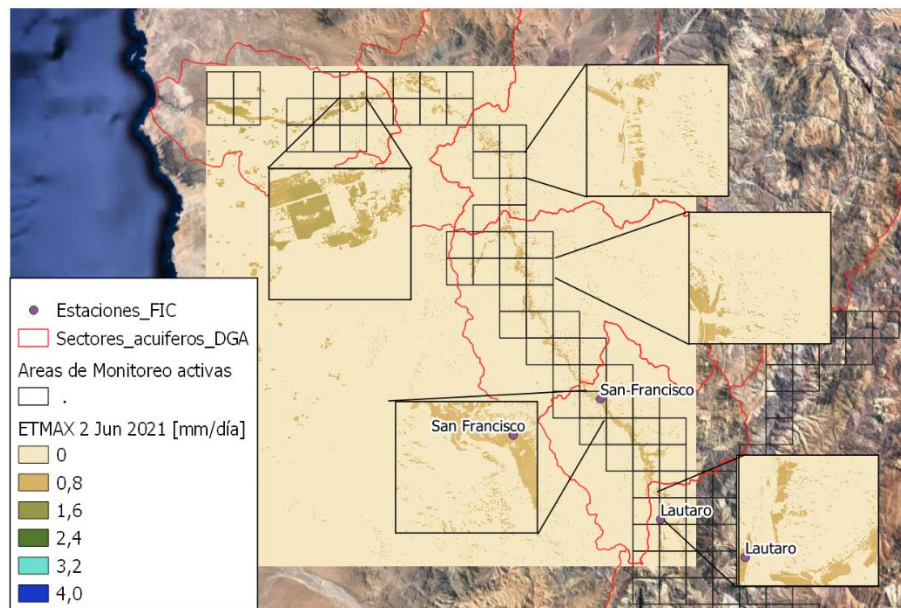 Estaciones_FIC
Sectores_acuiferos_DGA
Areas de Monitoreo activas
.
ETMAX 2 Jun 2021 [mm/día]
0
0,8
1,6
2,4
3,2
4,0
San Francisco
San Francisco
Lautaro
Lautaro